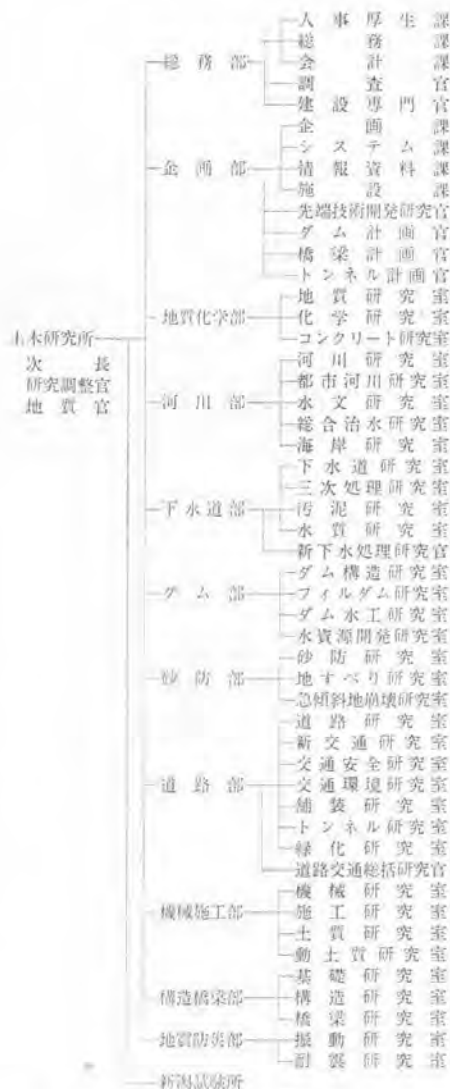 土木研究所
次長
研究調整官
地質官
総務部
人事厚生課
総務課
会計課
調査官
建設専門官
企画部
企画課
システム課
情報資料課
施設課
先端技術開発研究官
ダム計画官
橋梁計画官
トンネル計画官
地質化学部
地質研究室
化学研究室
コンクリート研究室
河川部
河川研究室
都市河川研究室
水文研究室
総合治水研究室
海岸研究室
下水道部
下水道研究室
三次処理研究室
汚泥研究室
水質研究室
新下水処理研究官
ダム部
ダム構造研究室
フィルダム研究室
ダム水工研究室
水資源開発研究室
砂防部
砂防研究室
地すべり研究室
急傾斜地崩壊研究室
道路部
道路研究室
新交通研究室
交通安全研究室
交通環境研究室
舗装研究室
トンネル研究室
緑化研究室
道路交通総括研究官
機械施工部
機械研究室
施工研究室
土質研究室
動土質研究室
構造橋梁部
基礎研究室
構造研究室
橋梁研究室
地震防災部
振動研究室
耐震研究室
新潟試験所